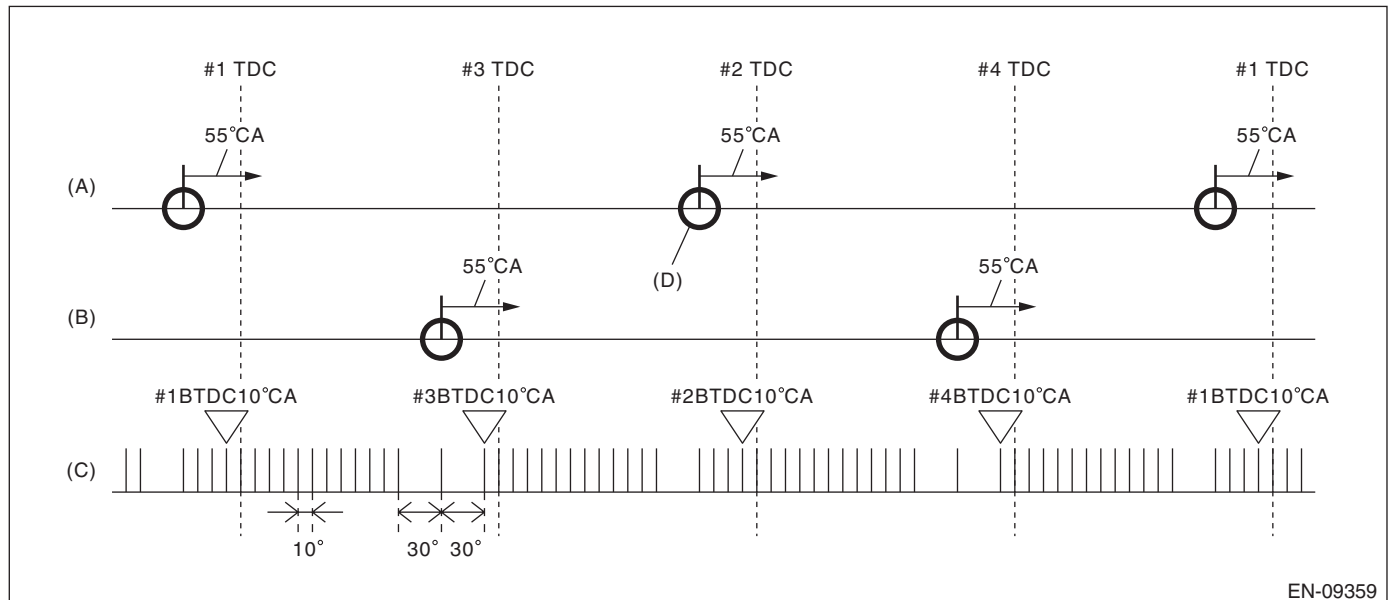 #1 TDC #3 TDC #2 TDC #4 TDC #1 TDC
55°CA 55°CA 55°CA
(A)
(D)
55°CA 55°CA
(B)
#1BTDC10°CA #3BTDC10°CA #2BTDC10°CA #4BTDC10°CA #1BTDC10°CA
(C)
10° 30° 30°
EN-09359